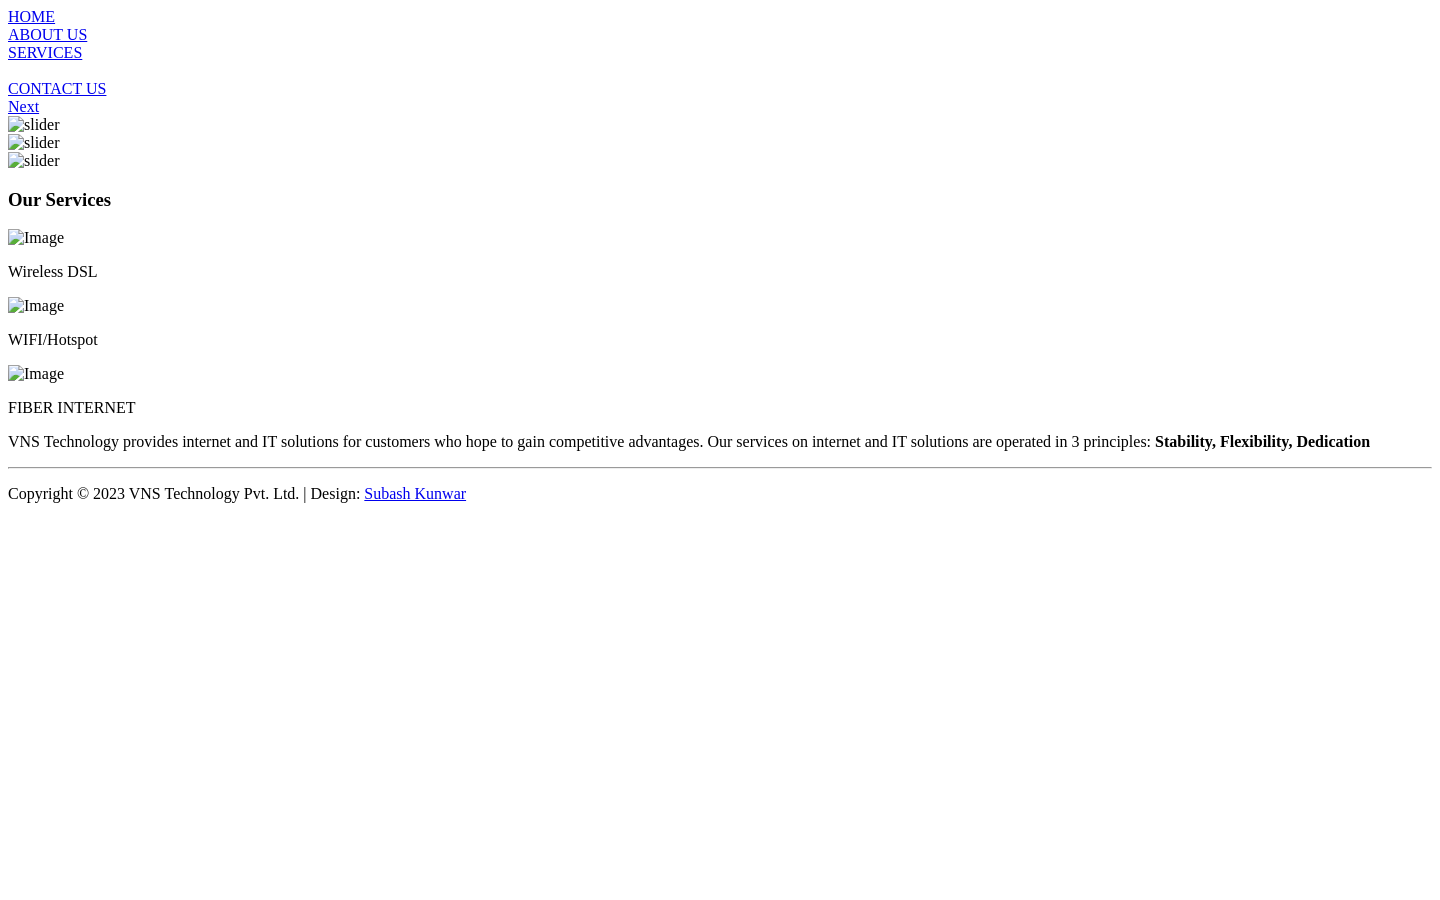 HOME
ABOUT US
SERVICES
CONTACT US
Next
slider
slider
slider
Our Services
Image
Wireless DSL
Image
WIFI/Hotspot
Image
FIBER INTERNET
VNS Technology provides internet and IT solutions for customers who hope to gain competitive advantages. Our services on internet and IT solutions are operated in 3 principles: Stability, Flexibility, Dedication
Copyright © 2023 VNS Technology Pvt. Ltd. | Design: Subash Kunwar